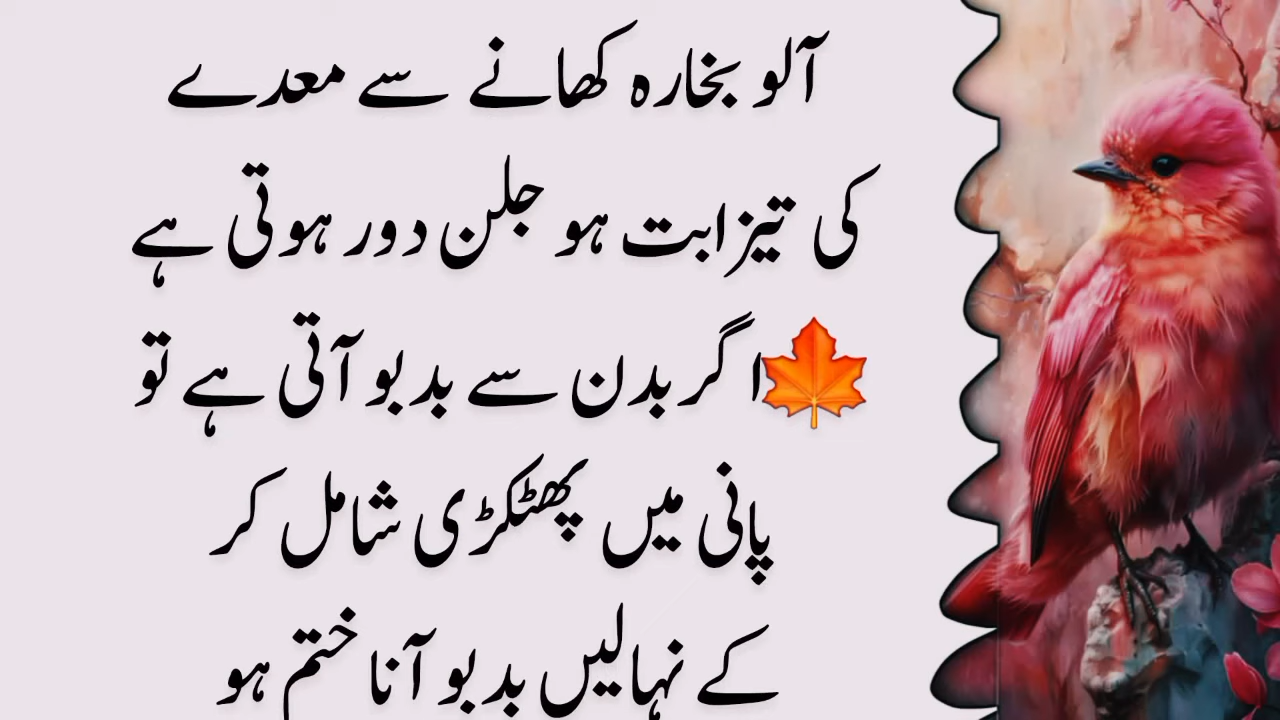 آلو بخارہ کھانے سے معدے
کی تیزابت ہو جلن دور ہوتی ہے
🍁اگر بدن سے بدبو آتی ہے تو
پانی میں پھٹکڑی شامل کر
کے نہالیں بدبو آنا ختم ہو